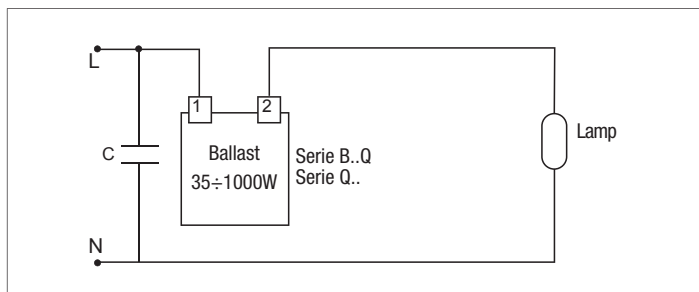 L
1
2
C
Ballast
35÷1000W
Serie B..Q
Serie Q..
Lamp
N